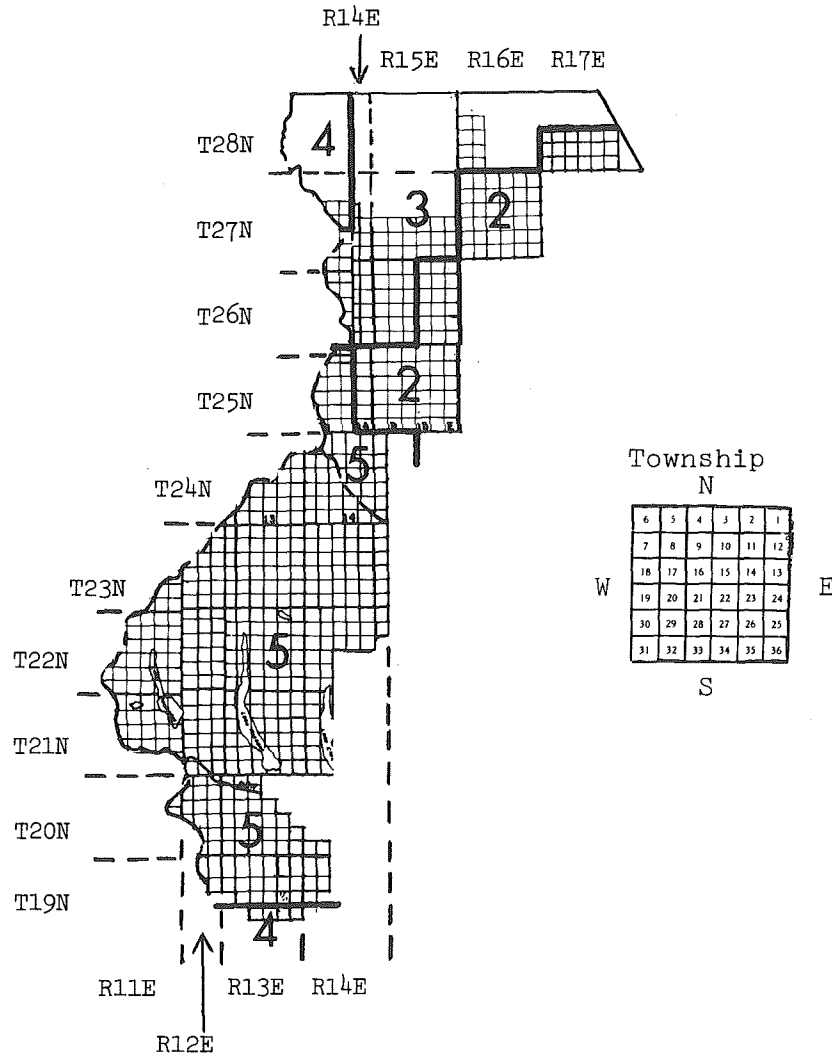 R14E
R15E R16E R17E
T28N 4
T27N 3 2
T26N
T25N 2
5
T24N
13 14
T23N
T22N 5
T21N
T20N 5
T19N
4
R11E R13E R14E
R12E
Township
N
6 5 4 3 2 1
7 8 9 10 11 12
W 18 17 16 15 14 13 E
19 20 21 22 23 24
30 29 28 27 26 25
31 32 33 34 35 36
S